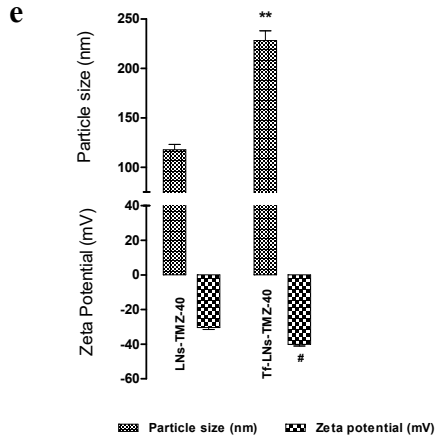 e
**
250
200
150
100
Particle size (nm)
40
20
0
-20
-40
-60
Zeta Potential (mV)
LNs-TMZ-40
Tf-LNs-TMZ-40
#
Particle size (nm) Zeta potential (mV)